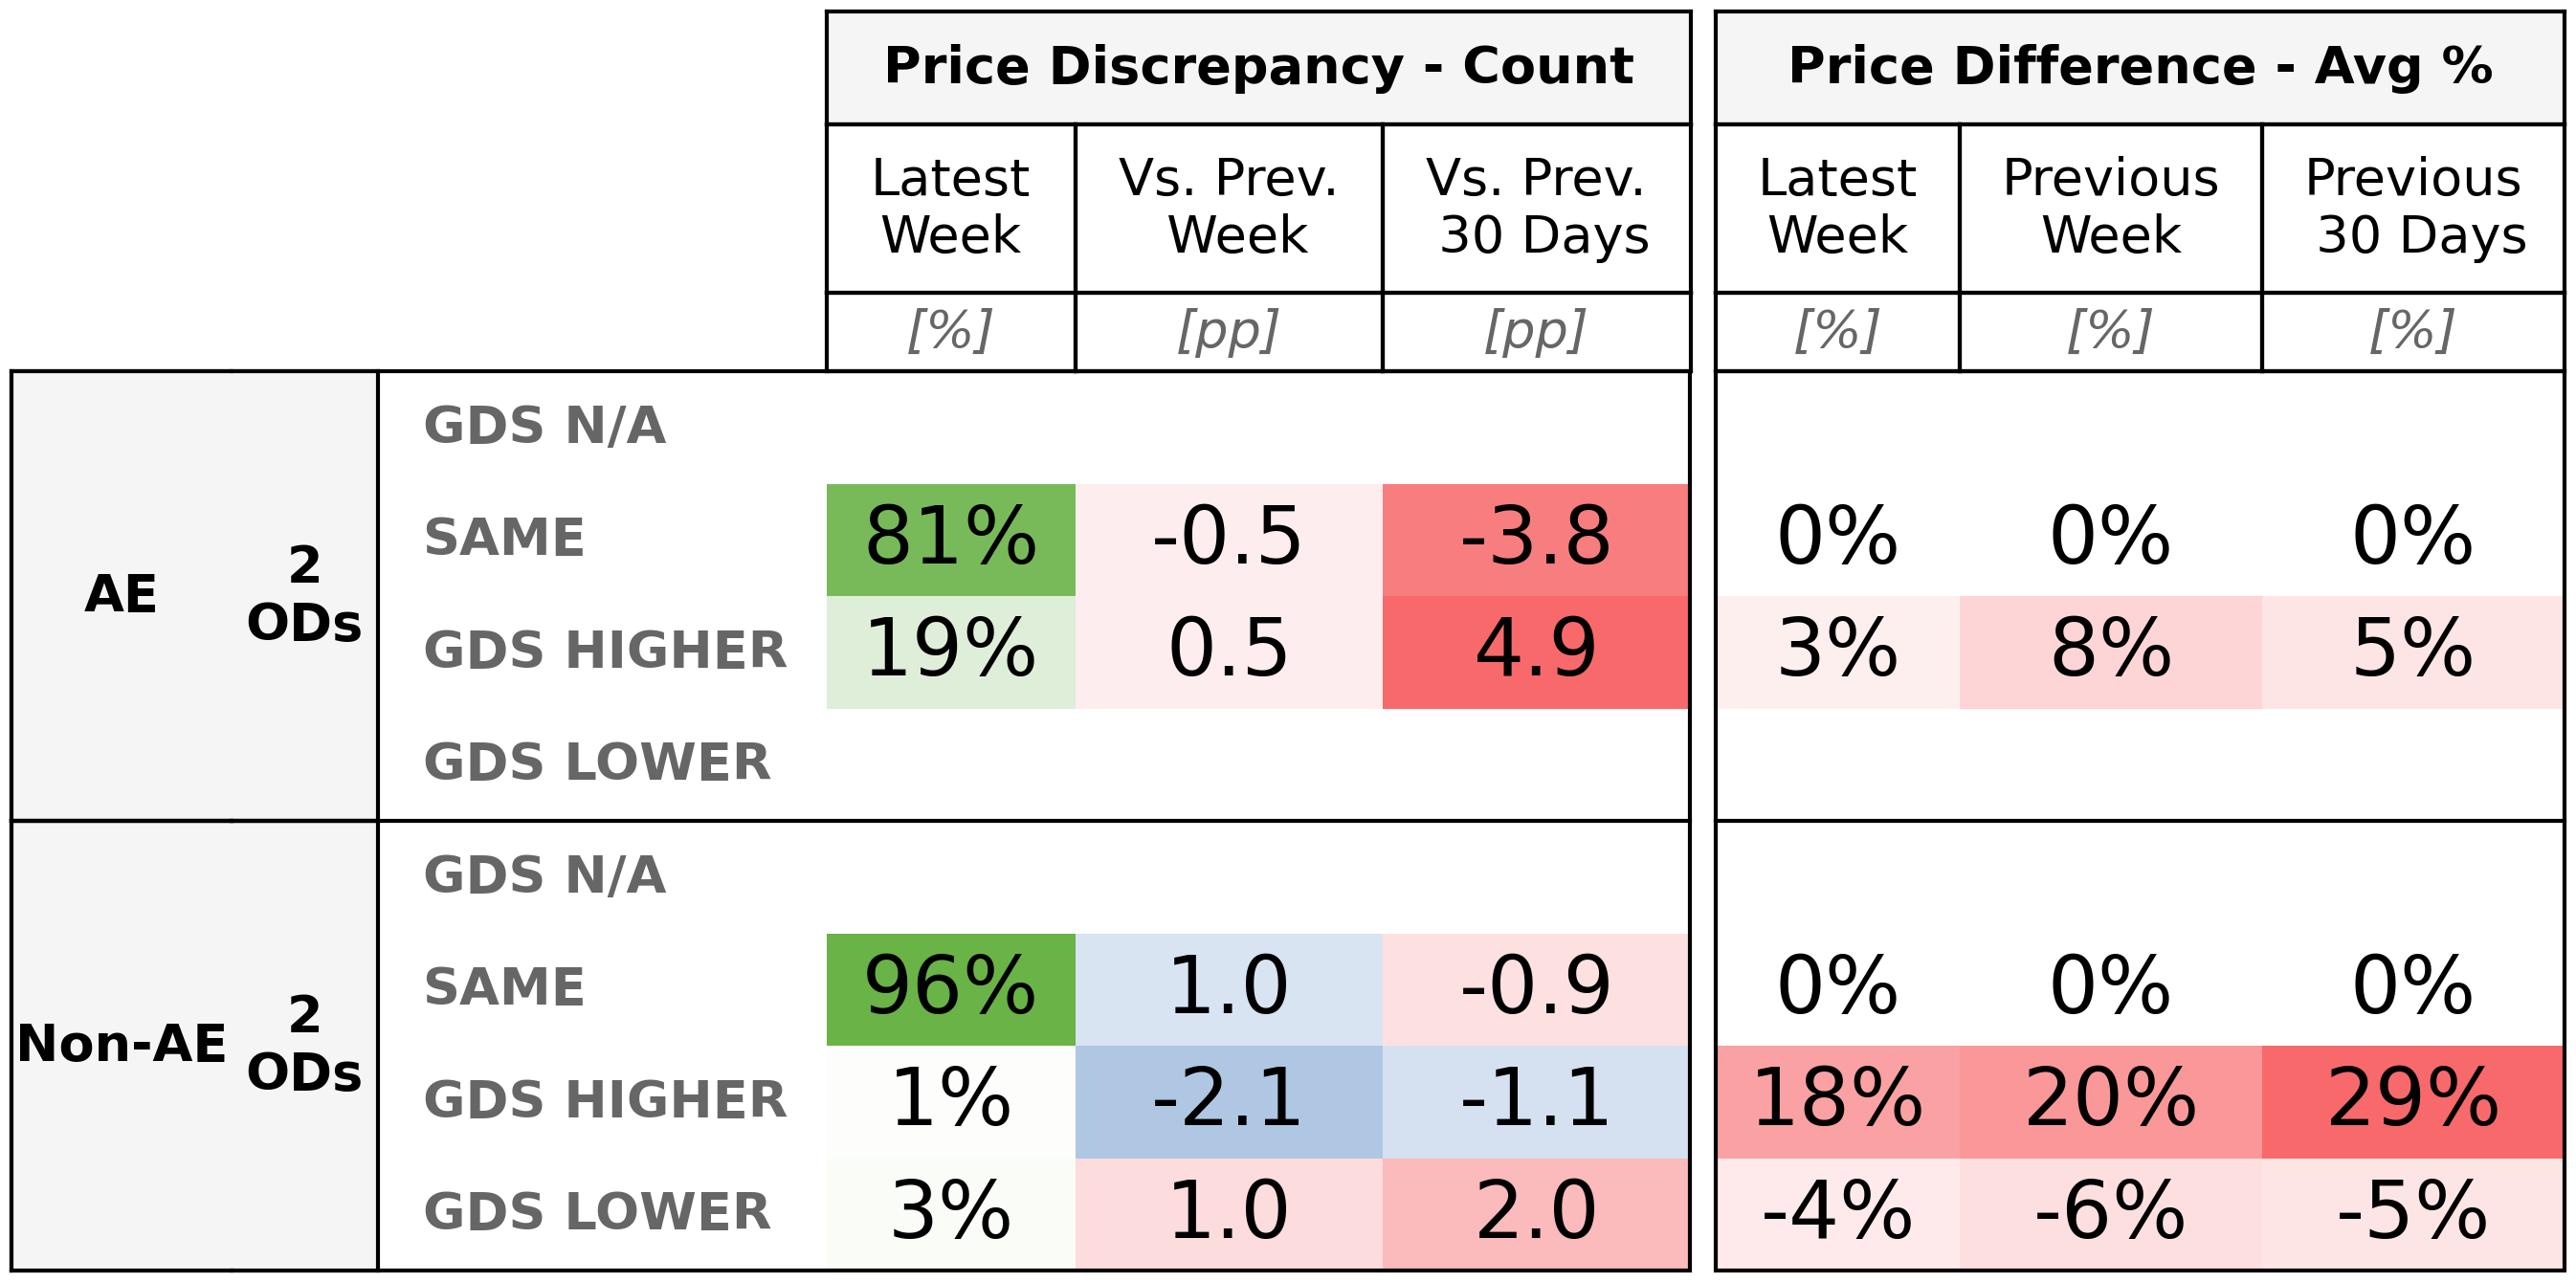 Price Discrepancy - Count Price Difference - Avg %
Latest Week Vs. Prev. Week Vs. Prev. 30 Days Latest Week Previous Week Previous 30 Days
[%] [pp] [pp] [%] [%] [%]
AE 2 ODs
GDS N/A
SAME 81% -0.5 -3.8 0% 0% 0%
GDS HIGHER 19% 0.5 4.9 3% 8% 5%
GDS LOWER
Non-AE 2 ODs
GDS N/A
SAME 96% 1.0 -0.9 0% 0% 0%
GDS HIGHER 1% -2.1 -1.1 18% 20% 29%
GDS LOWER 3% 1.0 2.0 -4% -6% -5%